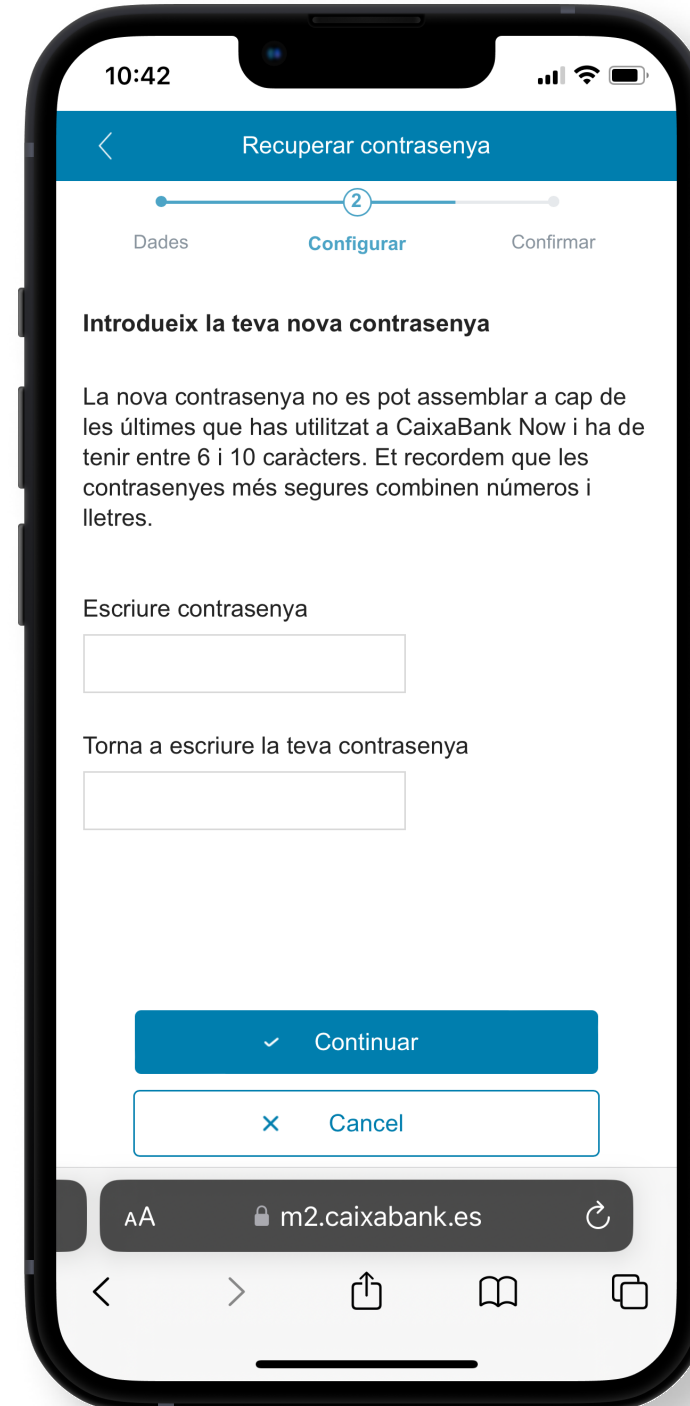 10:42
Recuperar contrasenya
2
Dades
Configurar
Confirmar
Introdueix la teva nova contrasenya
La nova contrasenya no es pot assemblar a cap de
les últimes que has utilitzat a CaixaBank Now i ha de
tenir entre 6 i 10 caràcters. Et recordem que les
contrasenyes més segures combinen números i
lletres.
Escriure contrasenya
Torna a escriure la teva contrasenya
Continuar
Cancel
AA
m2.caixabank.es